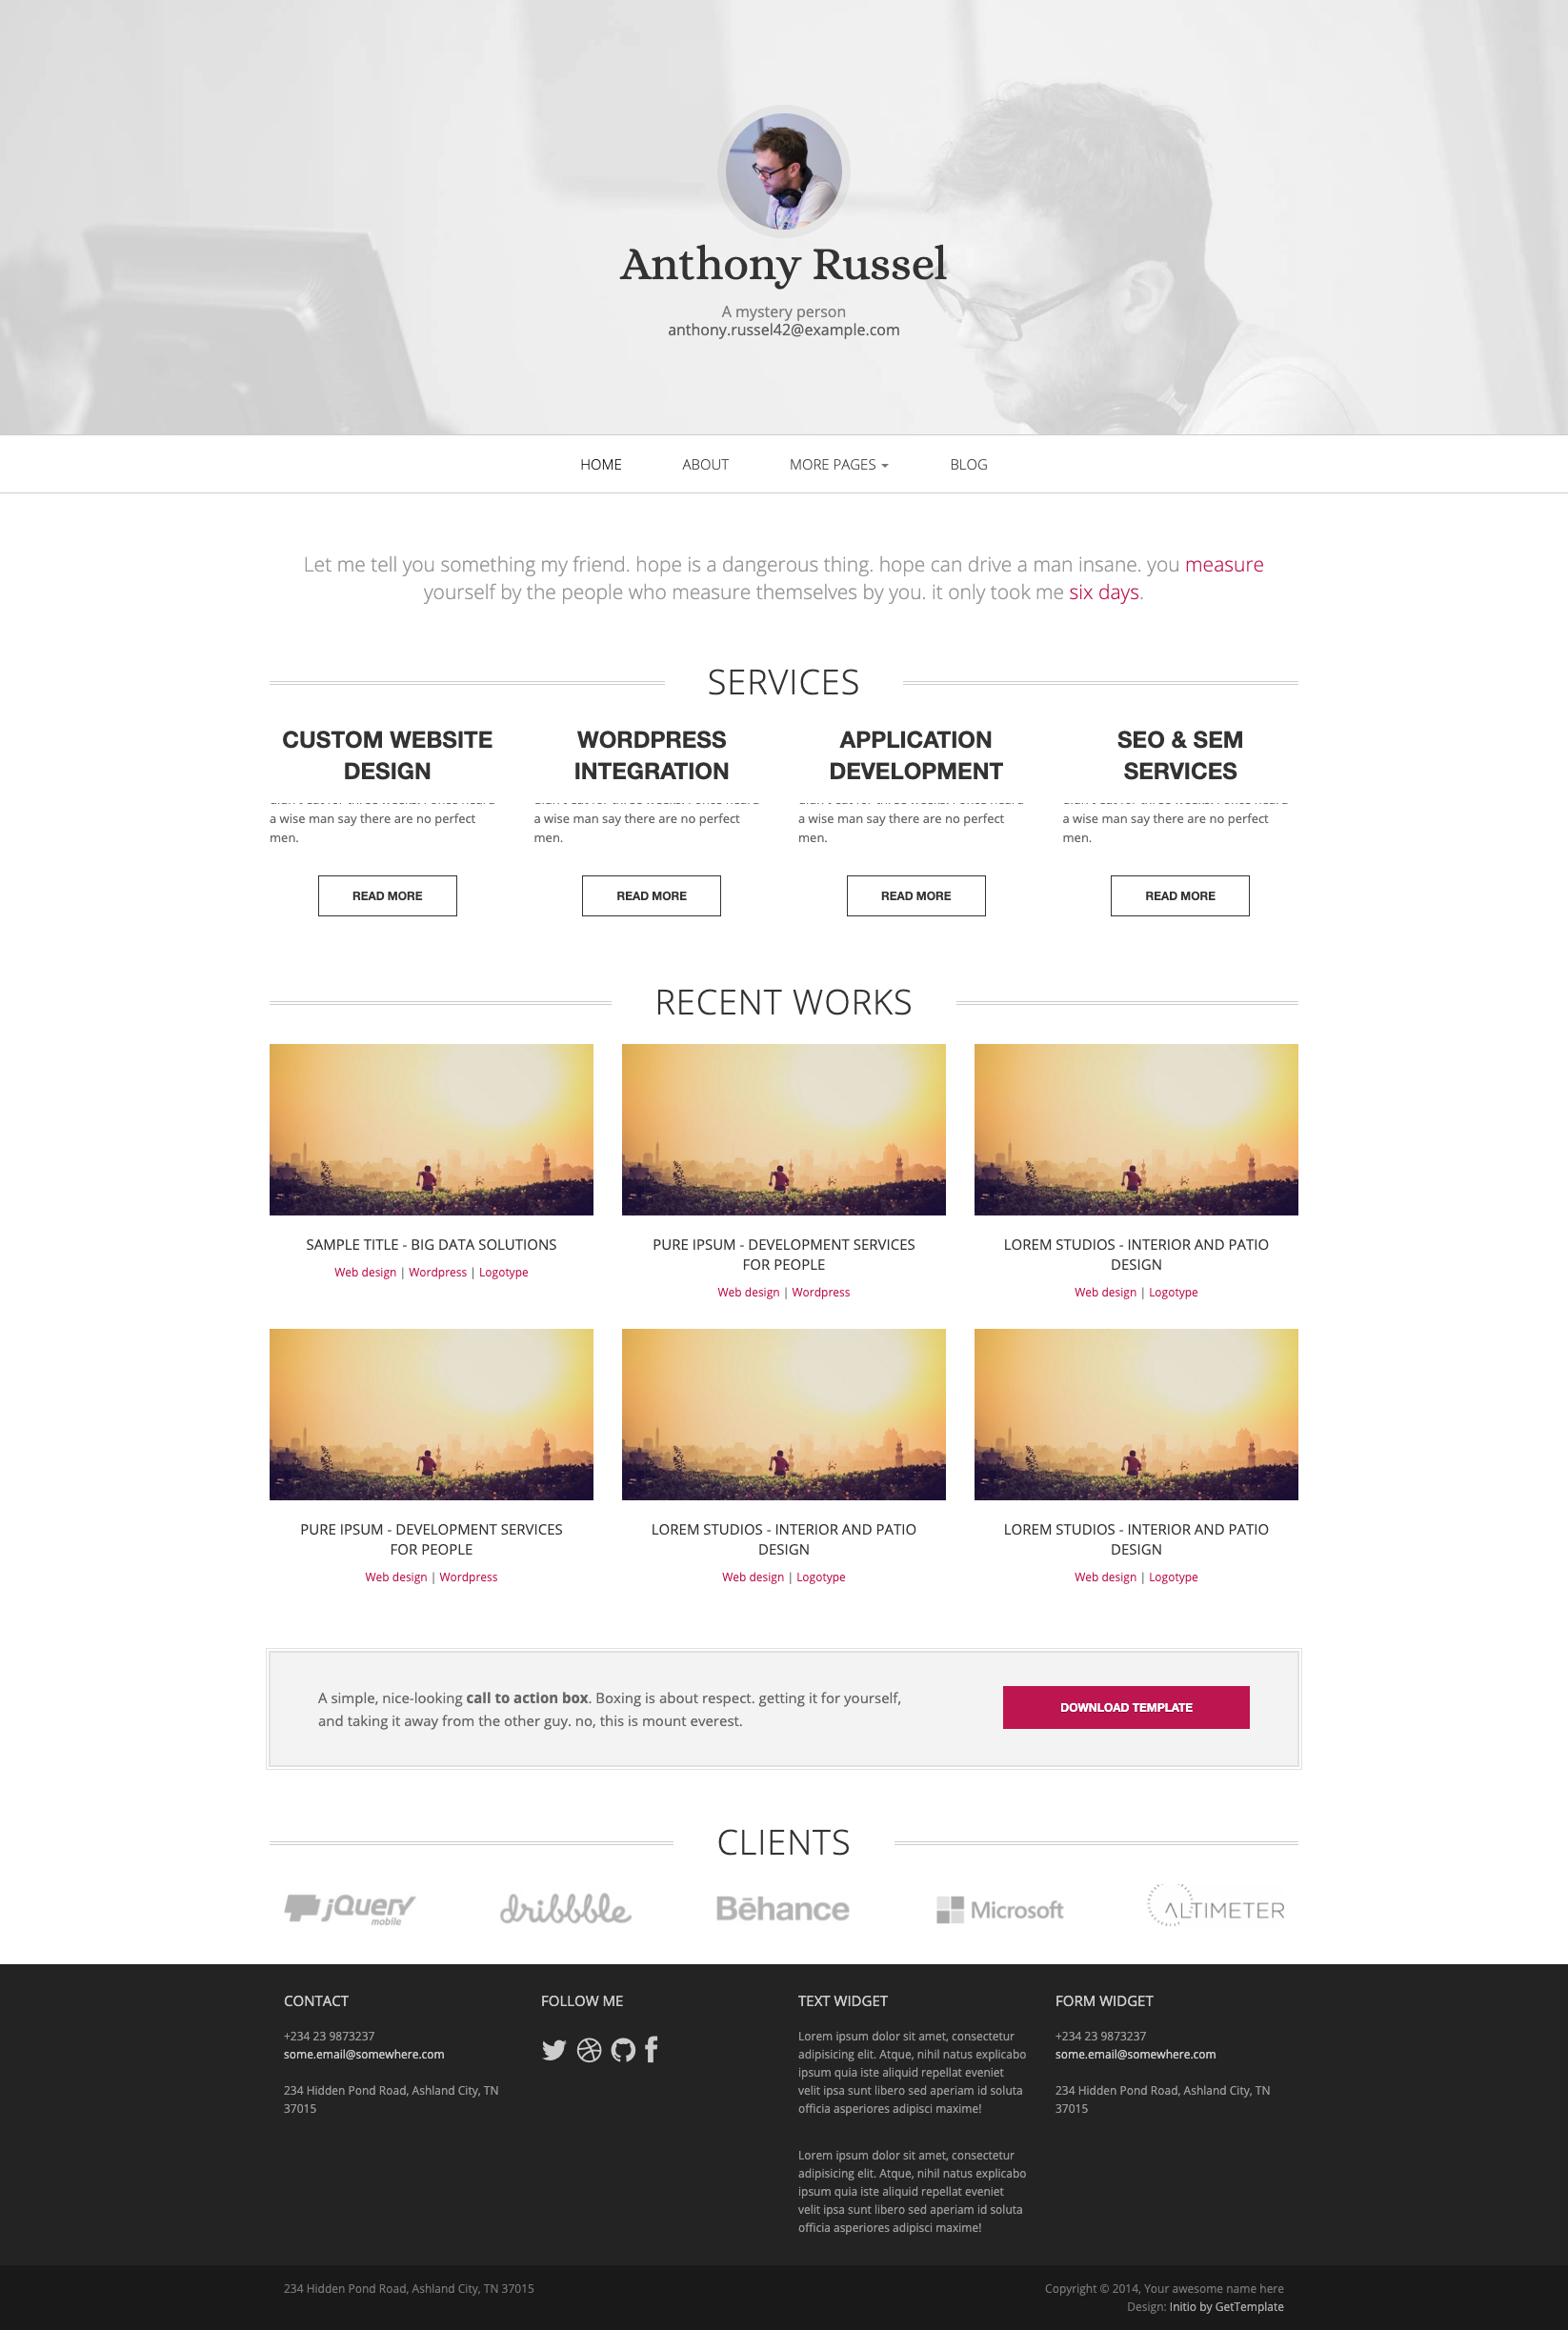 Anthony Russel
A mystery person
anthony.russel42@example.com
HOME ABOUT MORE PAGES BLOG
Let me tell you something my friend. hope is a dangerous thing. hope can drive a man insane. you measure
yourself by the people who measure themselves by you. it only took me six days.
SERVICES
CUSTOM WEBSITE
DESIGN
a wise man say there are no perfect
men.
READ MORE
WORDPRESS
INTEGRATION
a wise man say there are no perfect
men.
READ MORE
APPLICATION
DEVELOPMENT
a wise man say there are no perfect
men.
READ MORE
SEO & SEM
SERVICES
a wise man say there are no perfect
men.
READ MORE
RECENT WORKS
SAMPLE TITLE - BIG DATA SOLUTIONS
Web design | Wordpress | Logotype
PURE IPSUM - DEVELOPMENT SERVICES
FOR PEOPLE
Web design | Wordpress
LOREM STUDIOS - INTERIOR AND PATIO
DESIGN
Web design | Logotype
PURE IPSUM - DEVELOPMENT SERVICES
FOR PEOPLE
Web design | Wordpress
LOREM STUDIOS - INTERIOR AND PATIO
DESIGN
Web design | Logotype
LOREM STUDIOS - INTERIOR AND PATIO
DESIGN
Web design | Logotype
A simple, nice-looking call to action box. Boxing is about respect. getting it for yourself,
and taking it away from the other guy. no, this is mount everest.
DOWNLOAD TEMPLATE
CLIENTS
jQuery
mobile
dribbble
Bēhance
Microsoft
ALTIMETER
CONTACT
+234 23 9873237
some.email@somewhere.com
234 Hidden Pond Road, Ashland City, TN
37015
FOLLOW ME
TEXT WIDGET
Lorem ipsum dolor sit amet, consectetur
adipisicing elit. Atque, nihil natus explicabo
ipsum quia iste aliquid repellat eveniet
velit ipsa sunt libero sed aperiam id soluta
officia asperiores adipisci maxime!
Lorem ipsum dolor sit amet, consectetur
adipisicing elit. Atque, nihil natus explicabo
ipsum quia iste aliquid repellat eveniet
velit ipsa sunt libero sed aperiam id soluta
officia asperiores adipisci maxime!
FORM WIDGET
+234 23 9873237
some.email@somewhere.com
234 Hidden Pond Road, Ashland City, TN
37015
234 Hidden Pond Road, Ashland City, TN 37015
Copyright © 2014, Your awesome name here
Design: Initio by GetTemplate